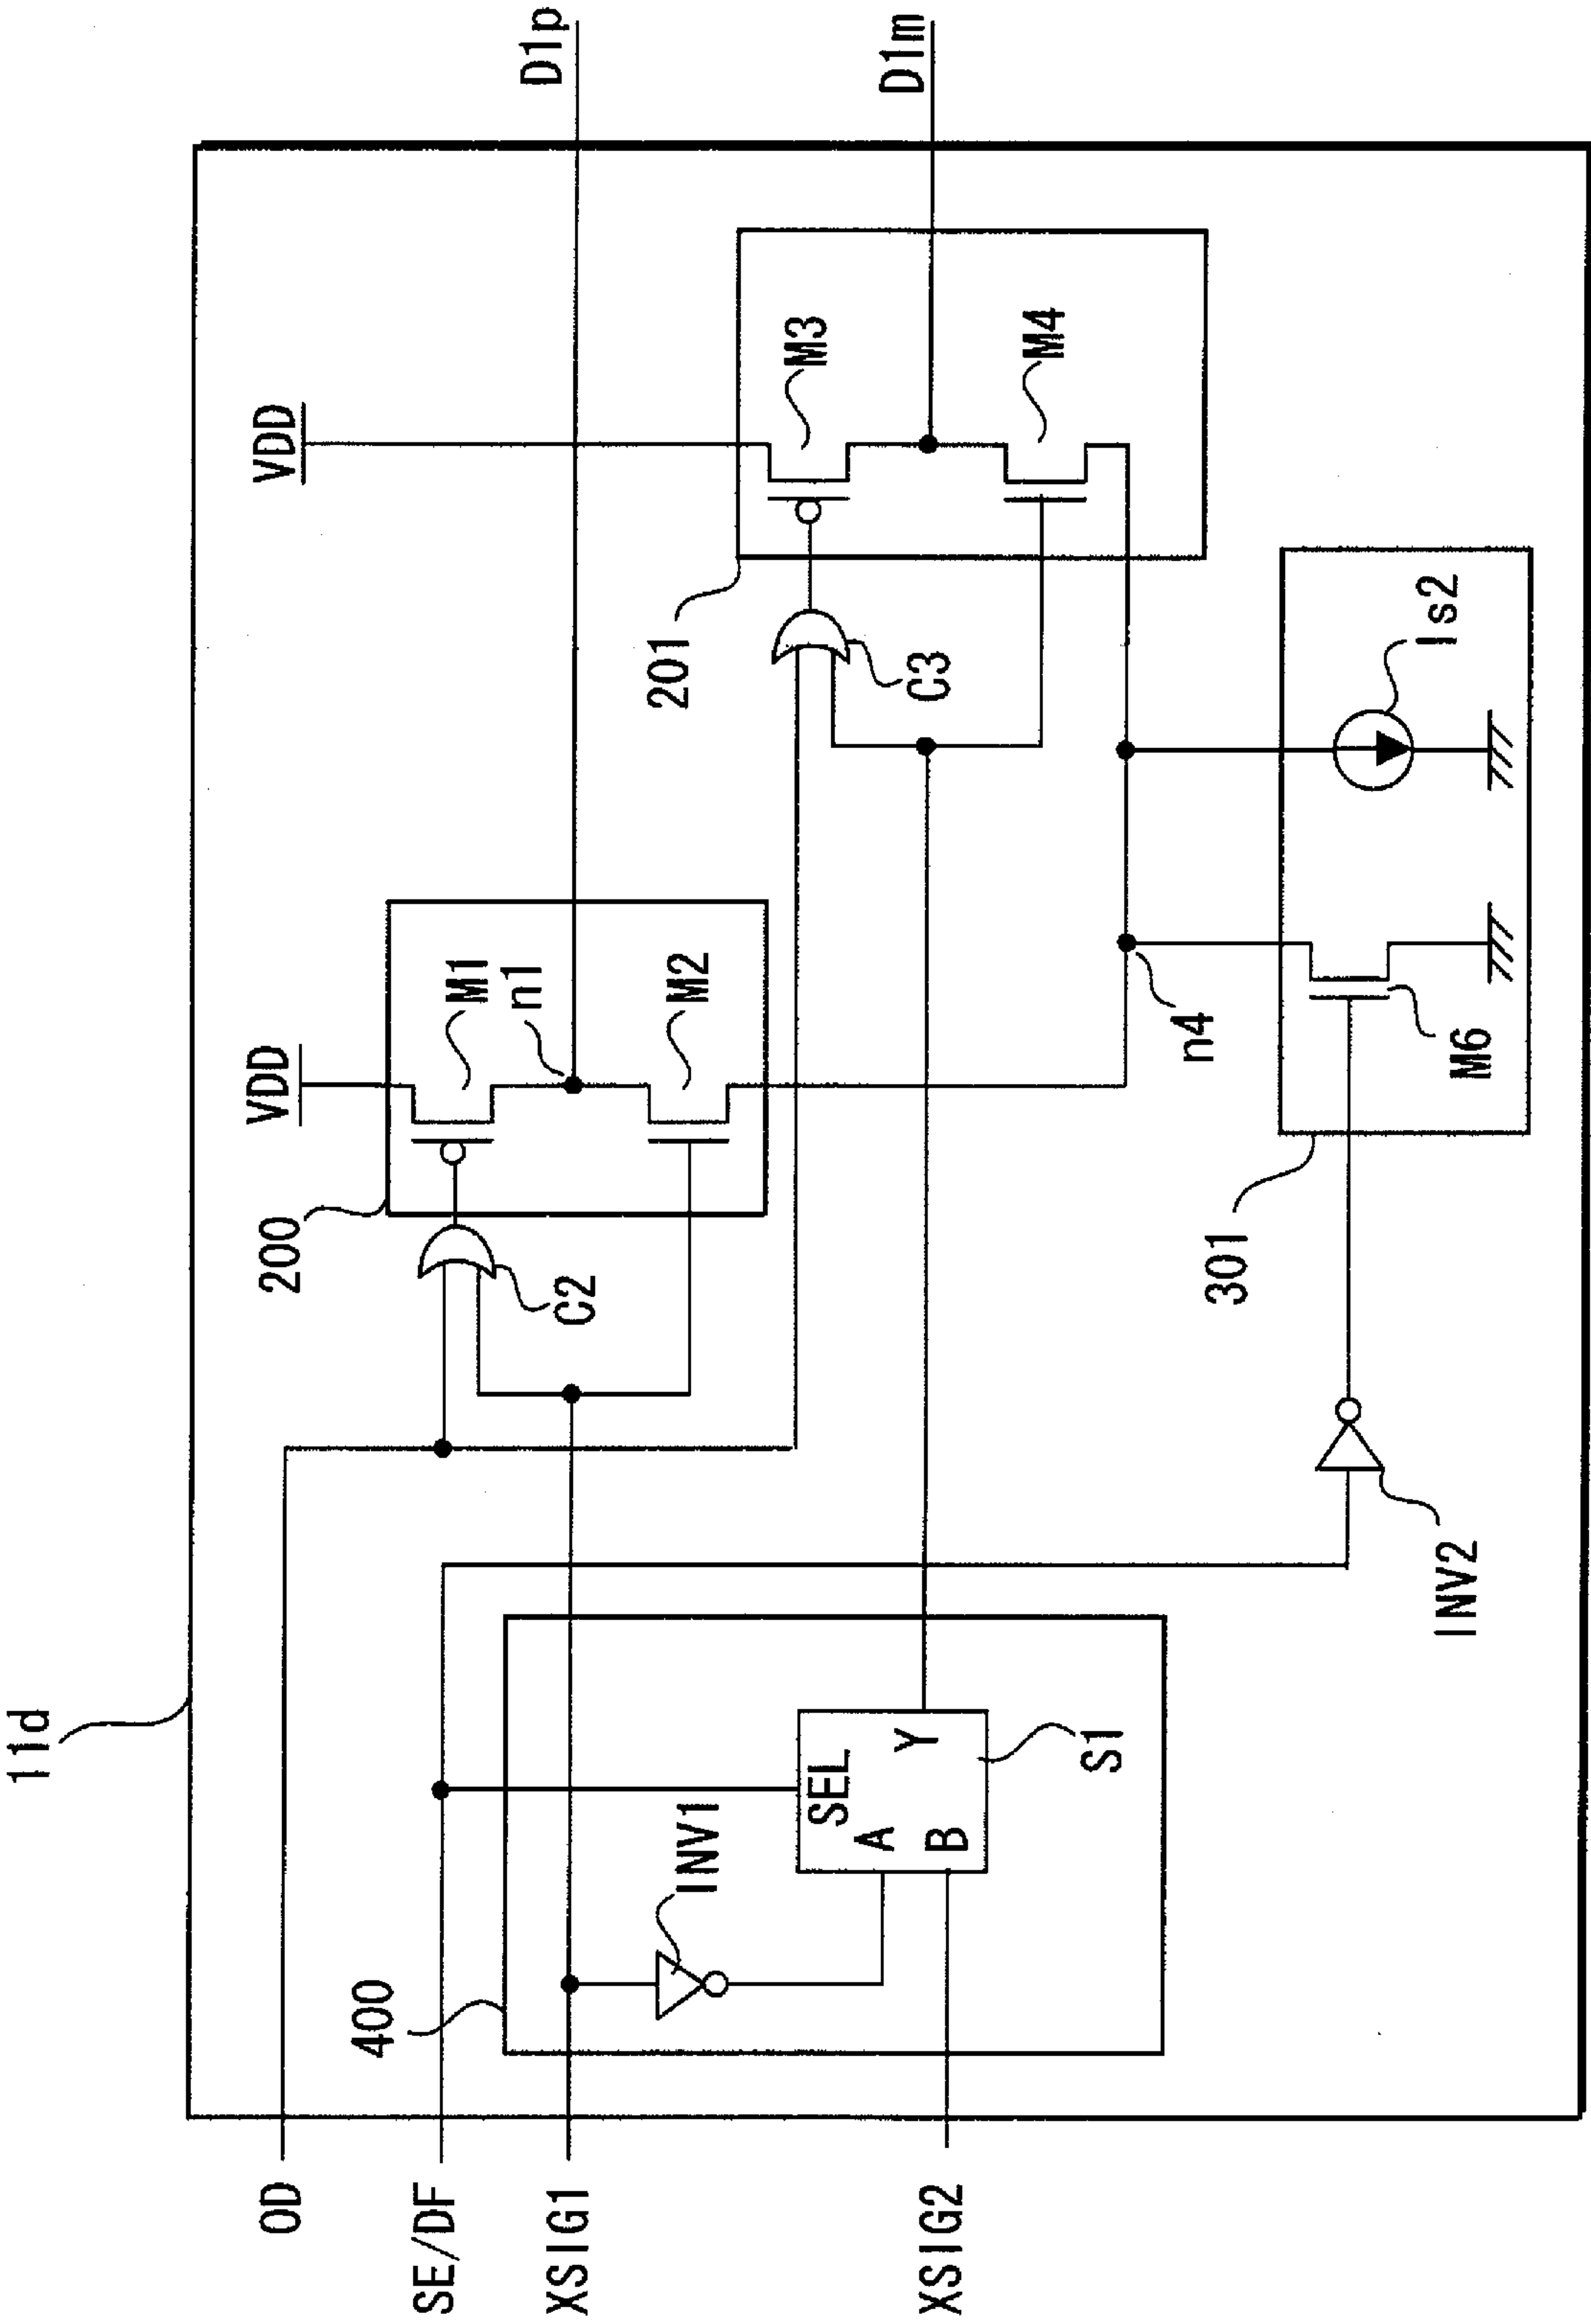 11d
OD
SE/DF
XSIG1
XSIG2
400
INV1
SEL
A
B
Y
S1
INV2
200
VDD
C2
M1
n1
M2
201
VDD
C3
M3
M4
D1p
D1m
n4
301
M6
Is2